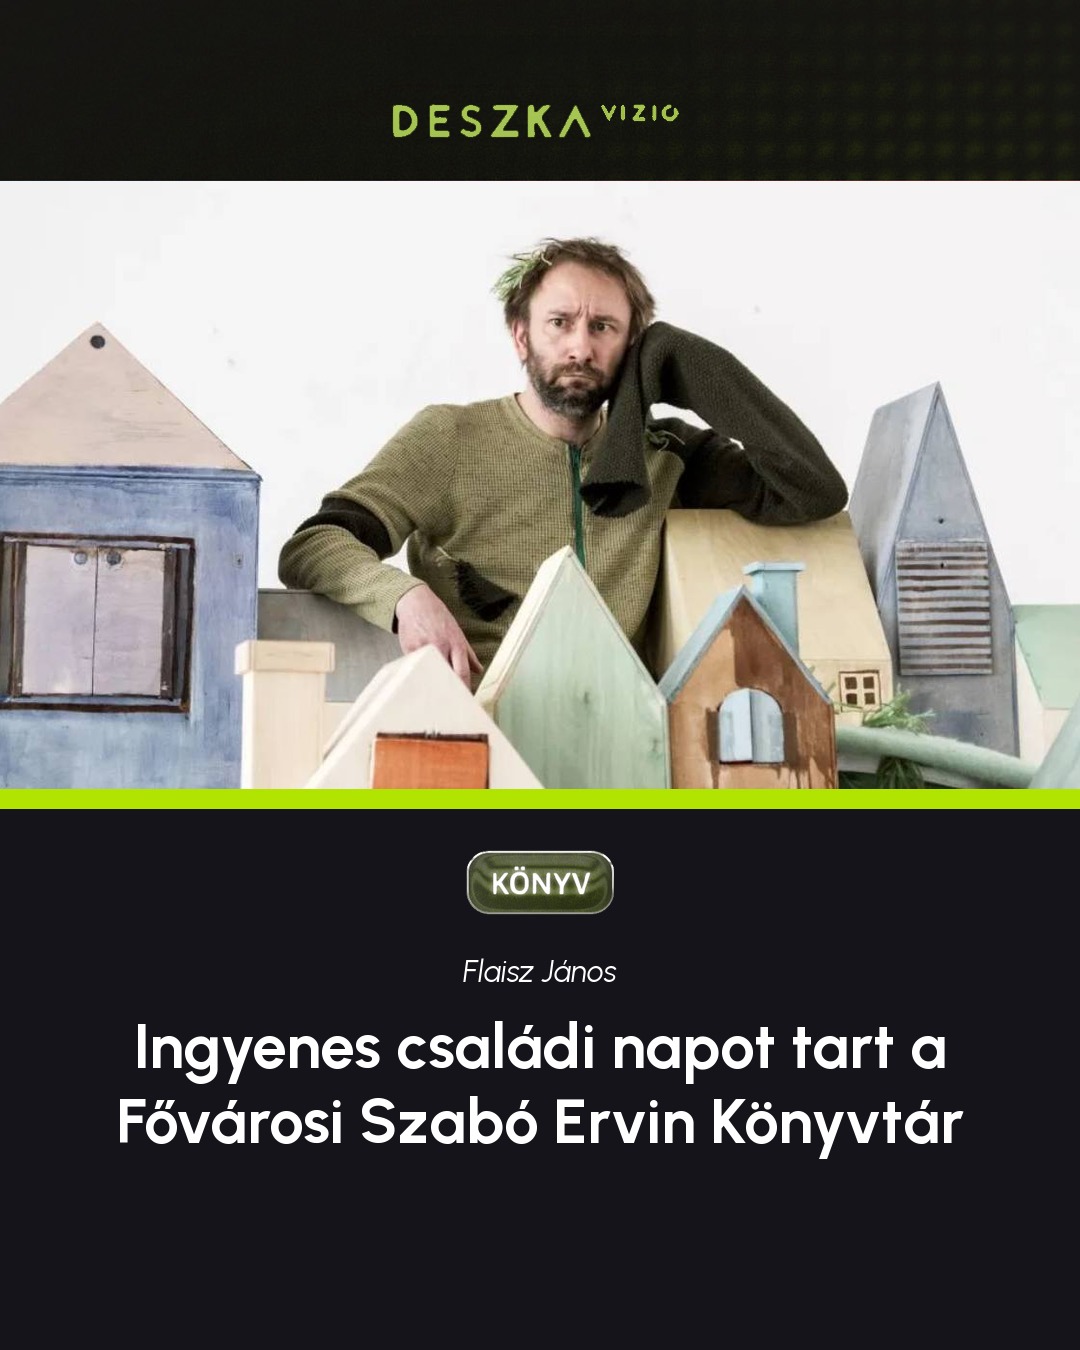 DESZKA VIZIO
KÖNYV
Flaisz János
Ingyenes családi napot tart a
Fővárosi Szabó Ervin Könyvtár